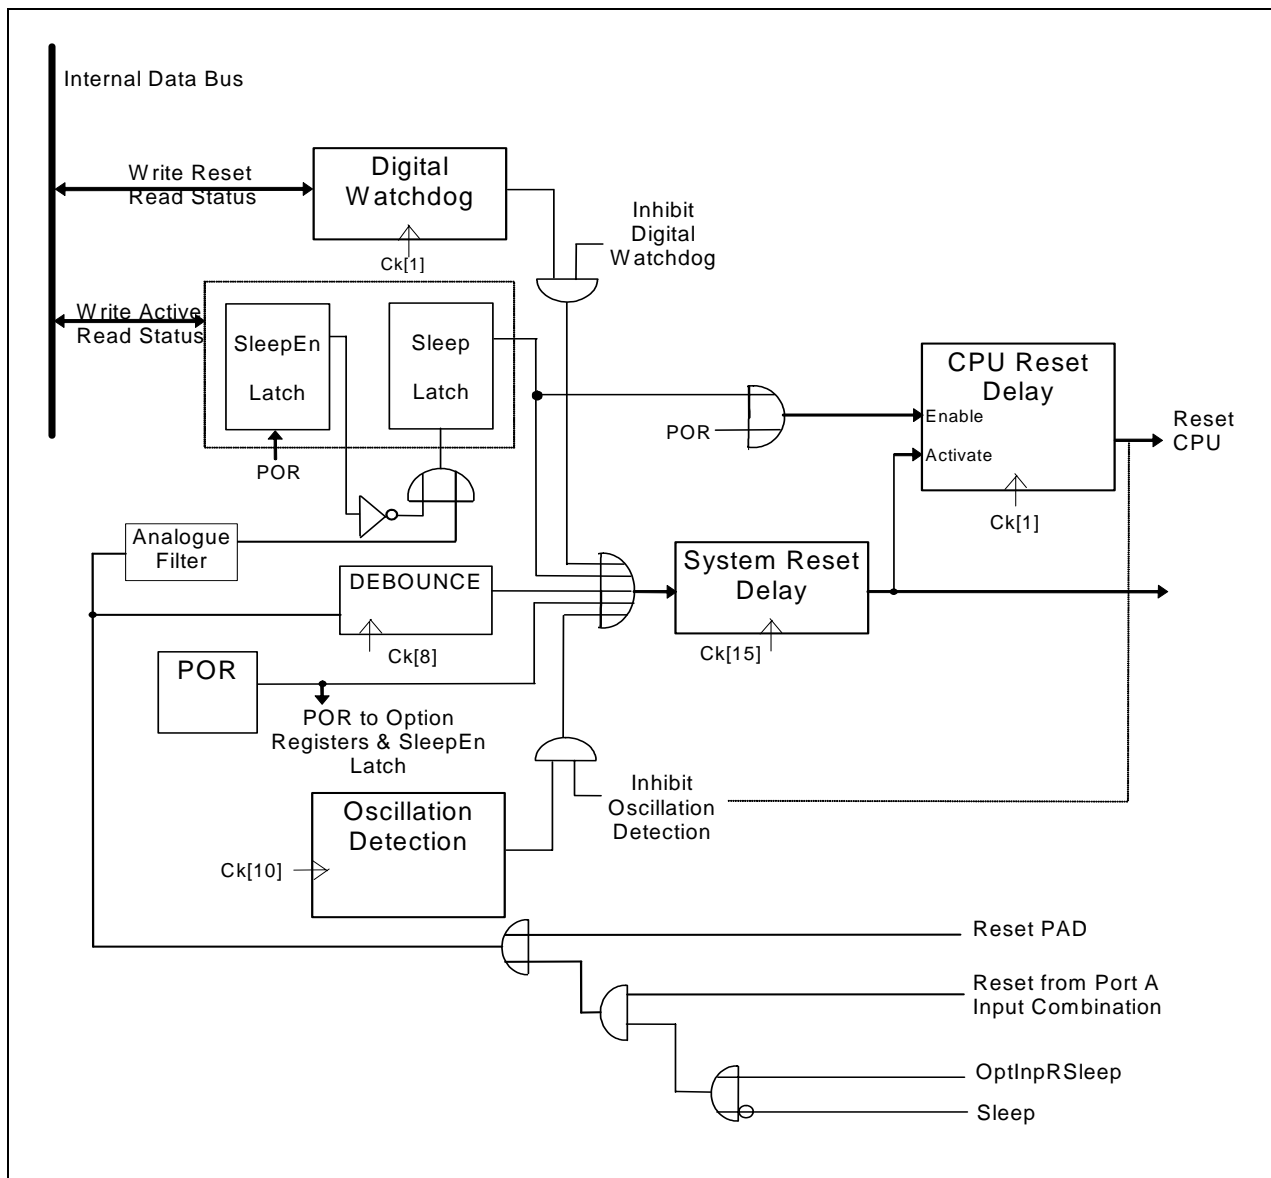 Internal Data Bus
Write Reset
Read Status
Digital
Watchdog
Ck[1]
Inhibit
Digital
Watchdog
Write Active
Read Status
SleepEn
Latch
Sleep
Latch
POR
CPU Reset
Delay
Enable
Activate
Ck[1]
Reset
CPU
POR
Analogue
Filter
DEBOUNCE
Ck[8]
System Reset
Delay
Ck[15]
POR
POR to Option
Registers & SleepEn
Latch
Inhibit
Oscillation
Detection
Oscillation
Detection
Ck[10]
Reset PAD
Reset from Port A
Input Combination
OptInpRSleep
Sleep